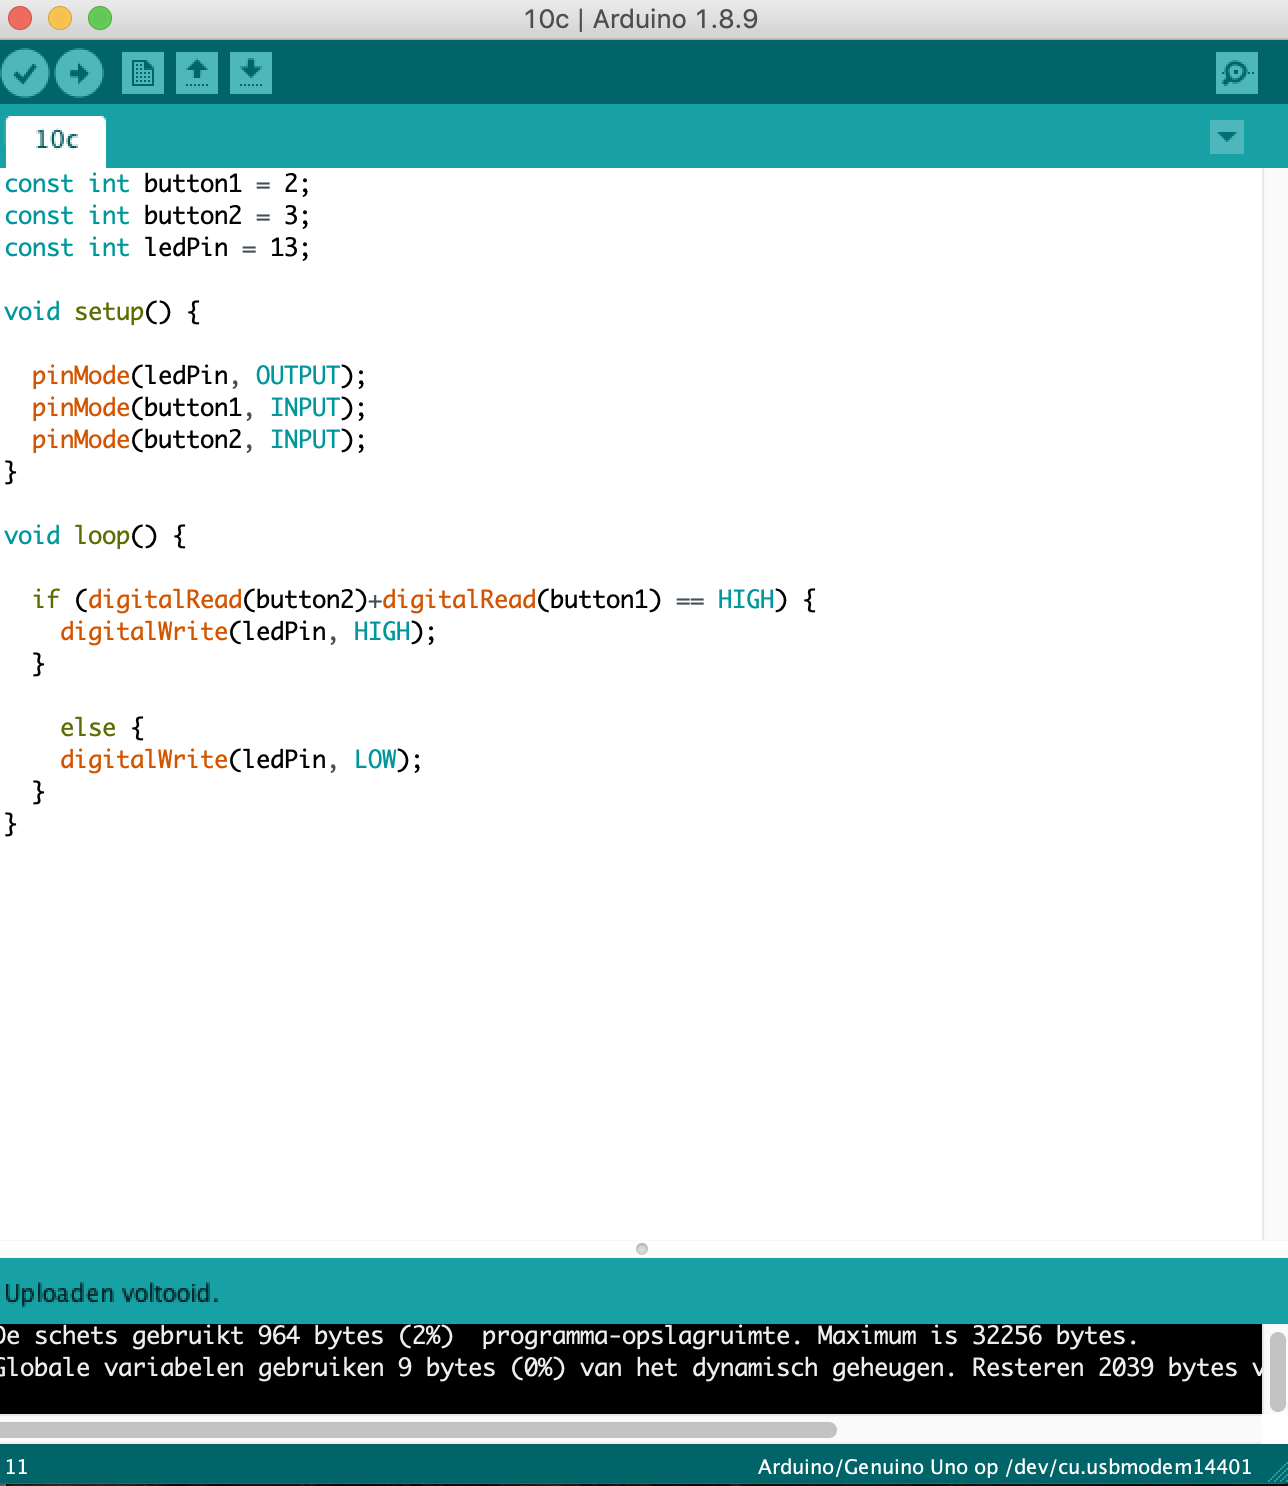 10c | Arduino 1.8.9
10c
const int button1 = 2;
const int button2 = 3;
const int ledPin = 13;
void setup() {
pinMode(ledPin, OUTPUT);
pinMode(button1, INPUT);
pinMode(button2, INPUT);
}
void loop() {
if (digitalRead(button2)+digitalRead(button1) == HIGH) {
digitalWrite(ledPin, HIGH);
}
else {
digitalWrite(ledPin, LOW);
}
}
Uploaden voltooid.
De schets gebruikt 964 bytes (2%)  programma-opslagruimte. Maximum is 32256 bytes.
Globale variabelen gebruiken 9 bytes (0%) van het dynamisch geheugen. Resteren 2039 bytes
11
Arduino/Genuino Uno op /dev/cu.usbmodem14401